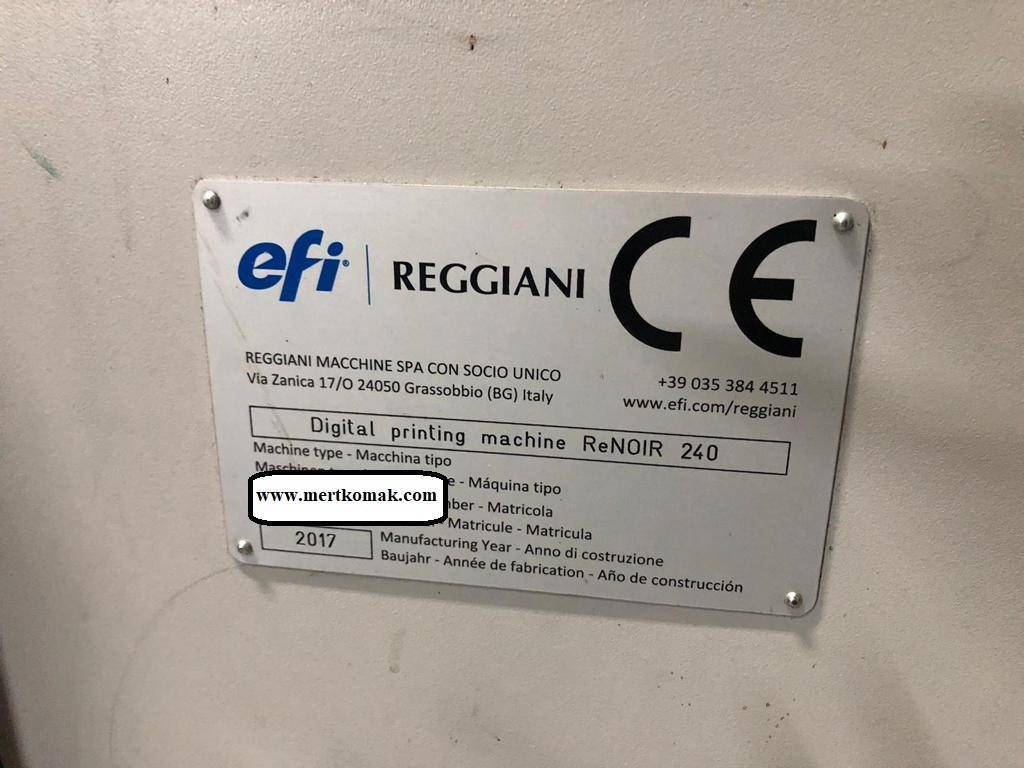 efi® | REGGIANI CE
REGGIANI MACCHINE SPA CON SOCIO UNICO
Via Zanica 17/O 24050 Grassobbio (BG) Italy
+39 035 384 4511
www.efi.com/reggiani
Digital printing machine ReNOIR 240
Machine type - Macchina tipo
- Máquina tipo
www.mertkomak.com
- Matricola
Matricule - Matricula
2017
Manufacturing Year - Anno di costruzione
Baujahr - Année de fabrication - Año de construcción